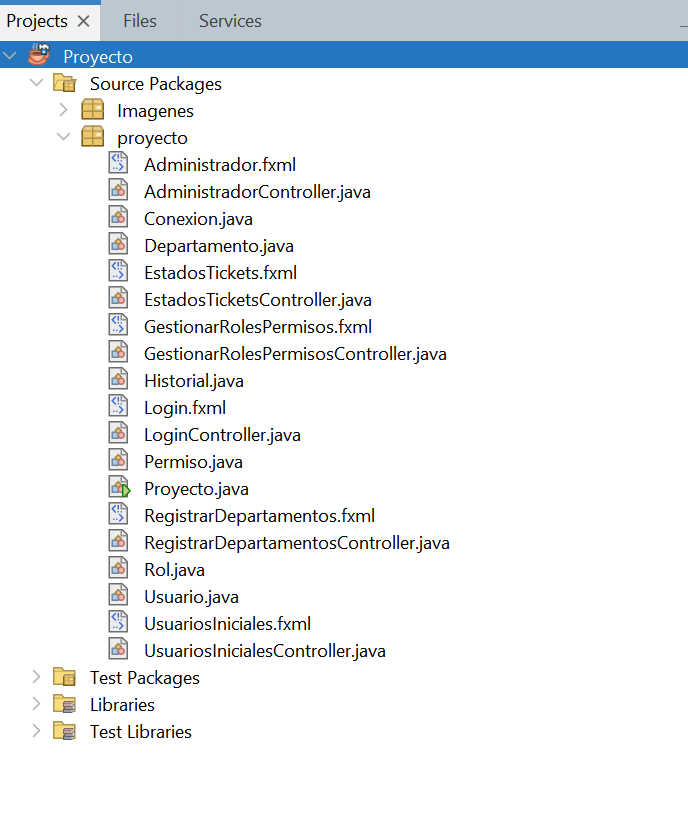 Projects Files Services
Proyecto
Source Packages
Imagenes
proyecto
Administrador.fxml
AdministradorController.java
Conexion.java
Departamento.java
EstadosTickets.fxml
EstadosTicketsController.java
GestionarRolesPermisos.fxml
GestionarRolesPermisosController.java
Historial.java
Login.fxml
LoginController.java
Permiso.java
Proyecto.java
RegistrarDepartamentos.fxml
RegistrarDepartamentosController.java
Rol.java
Usuario.java
UsuariosIniciales.fxml
UsuariosInicialesController.java
Test Packages
Libraries
Test Libraries